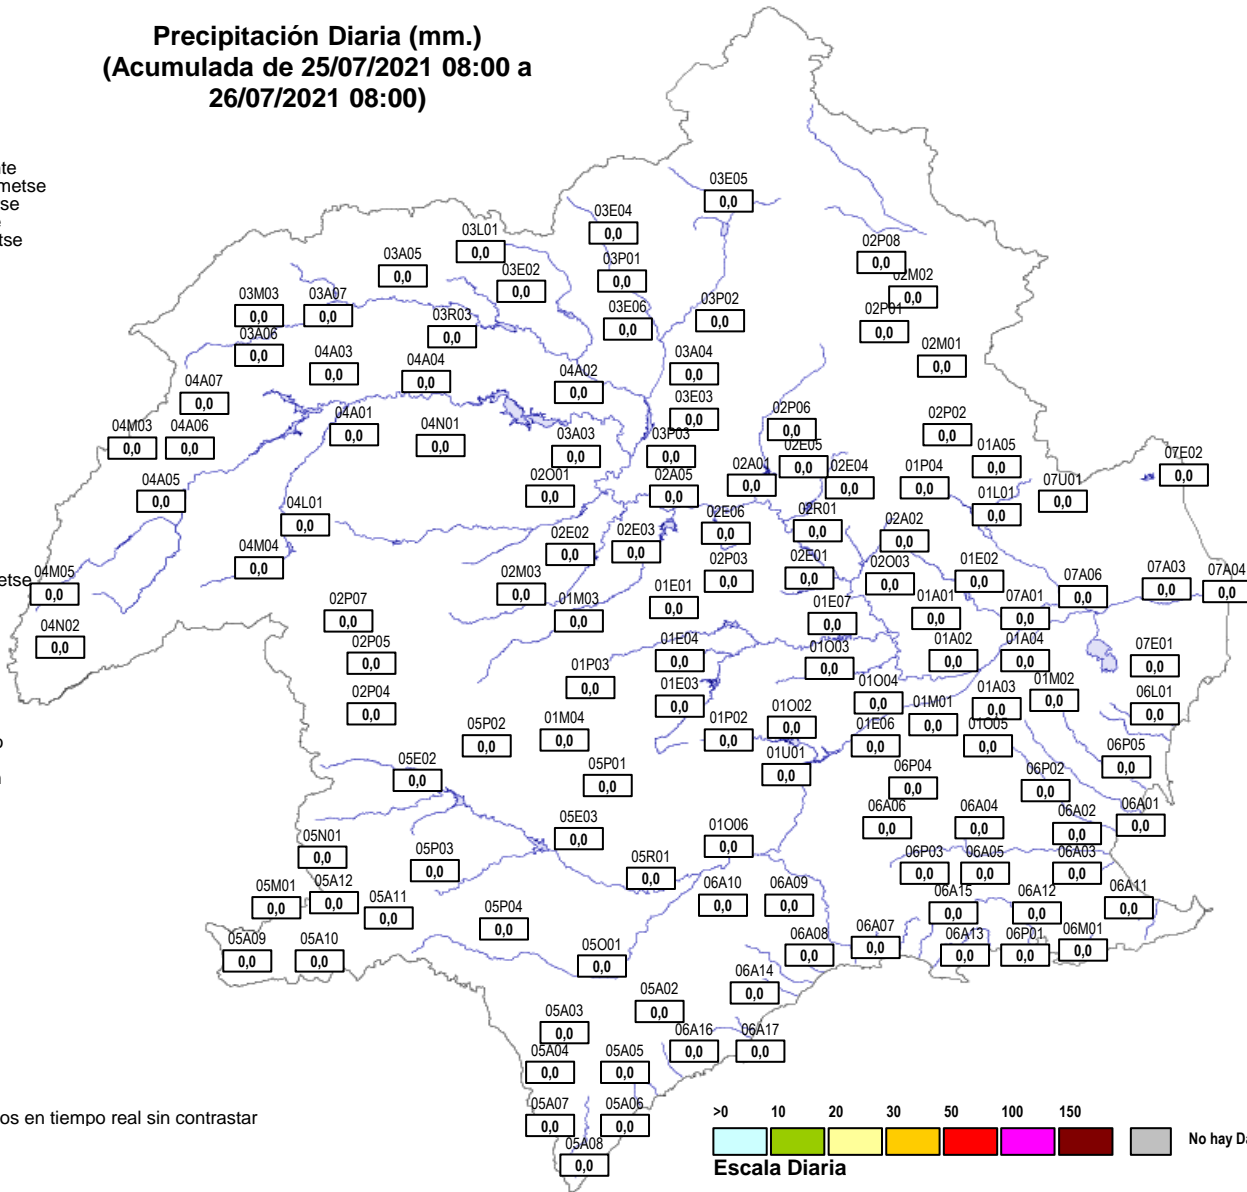 Precipitación Diaria (mm.)
(Acumulada de 25/07/2021 08:00 a
26/07/2021 08:00)
03E05
0,0
03E04
0,0
03L01
0,0
03A05
0,0
03E02
0,0
03P01
0,0
02P08
0,0
02M02
0,0
03M03
0,0
03A07
0,0
03R03
0,0
03E06
0,0
03P02
0,0
02P01
0,0
03A06
0,0
04A03
0,0
04A04
0,0
04A02
0,0
03A04
0,0
02M01
0,0
04A07
0,0
03E03
0,0
04M03
0,0
04A06
0,0
04A01
0,0
04N01
0,0
03A03
0,0
03P03
0,0
02P06
0,0
02P02
0,0
02E05
0,0
01A05
0,0
07E02
0,0
04A05
0,0
02O01
0,0
02A05
0,0
02A01
0,0
02E04
0,0
01P04
0,0
01L01
0,0
07U01
0,0
04L01
0,0
02E06
0,0
02R01
0,0
02A02
0,0
04M04
0,0
02E02
0,0
02E03
0,0
metse
04M05
0,0
02M03
0,0
02P03
0,0
02E01
0,0
02O03
0,0
01E02
0,0
07A06
0,0
07A03
0,0
07A04
0,0
02P07
0,0
01M03
0,0
01E01
0,0
01E07
0,0
01A01
0,0
07A01
0,0
04N02
0,0
02P05
0,0
01E04
0,0
01O03
0,0
01A02
0,0
01A04
0,0
07E01
0,0
01P03
0,0
01E03
0,0
01O04
0,0
01A03
0,0
01M02
0,0
06L01
0,0
02P04
0,0
05P02
0,0
01M04
0,0
01P02
0,0
01O02
0,0
01E06
0,0
01M01
0,0
01O05
0,0
05E02
0,0
05P01
0,0
01U01
0,0
06P04
0,0
06P02
0,0
06P05
0,0
05E03
0,0
01O06
0,0
06A06
0,0
06A04
0,0
06A02
0,0
06A01
0,0
05N01
0,0
05P03
0,0
05R01
0,0
06P03
0,0
06A05
0,0
06A03
0,0
05M01
0,0
05A12
0,0
05A11
0,0
05P04
0,0
06A10
0,0
06A09
0,0
06A15
0,0
06A12
0,0
06A11
0,0
05A09
0,0
05A10
0,0
05O01
0,0
06A08
0,0
06A07
0,0
06A13
0,0
06P01
0,0
06M01
0,0
05A02
0,0
06A14
0,0
05A03
0,0
06A16
0,0
06A17
0,0
05A04
0,0
05A05
0,0
05A07
0,0
05A06
0,0
05A08
0,0
os en tiempo real sin contrastar
>0 10 20 30 50 100 150
No hay Da
Escala Diaria